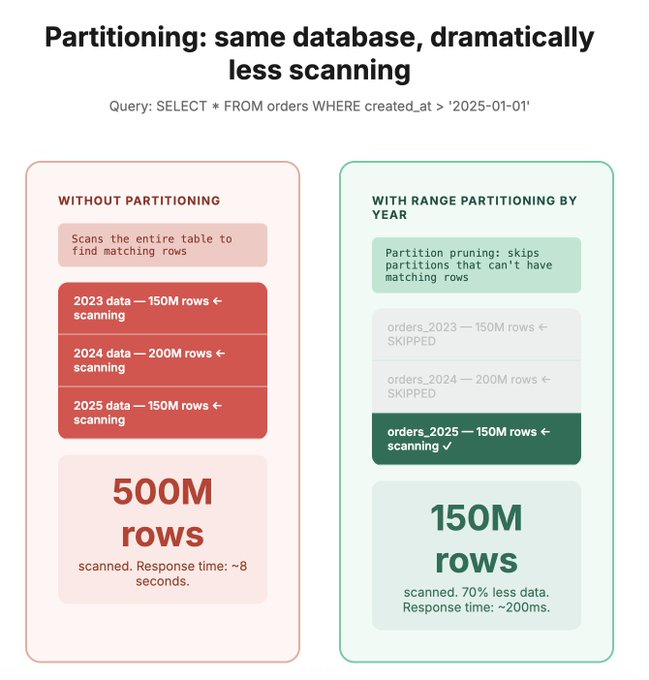 Partitioning: same database, dramatically
less scanning
Query: SELECT * FROM orders WHERE created_at > '2025-01-01'
WITHOUT PARTITIONING
Scans the entire table to
find matching rows
2023 data — 150M rows ←
scanning
2024 data — 200M rows ←
scanning
2025 data — 150M rows ←
scanning
500M
rows
scanned. Response time: ~8
seconds.
WITH RANGE PARTITIONING BY
YEAR
Partition pruning: skips
partitions that can't have
matching rows
orders_2023 — 150M rows ←
SKIPPED
orders_2024 — 200M rows ←
SKIPPED
orders_2025 — 150M rows ←
scanning ✓
150M
rows
scanned. 70% less data.
Response time: ~200ms.